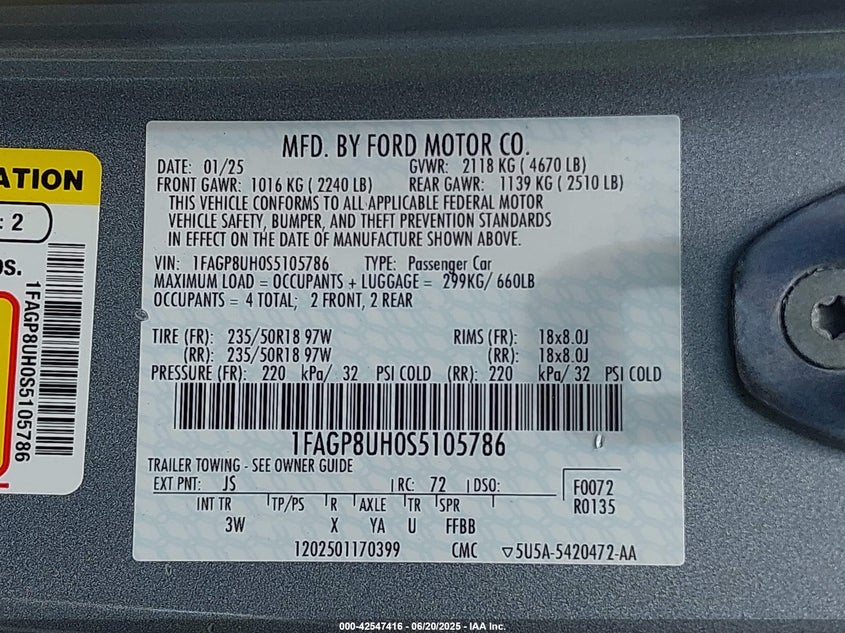 ATION
: 2
OS.
1FAGP8UH0S5105786
MFD. BY FORD MOTOR CO.
DATE: 01/25 GVWR: 2118 KG ( 4670 LB)
FRONT GAWR: 1016 KG ( 2240 LB) REAR GAWR: 1139 KG ( 2510 LB)
THIS VEHICLE CONFORMS TO ALL APPLICABLE FEDERAL MOTOR
VEHICLE SAFETY, BUMPER, AND THEFT PREVENTION STANDARDS
IN EFFECT ON THE DATE OF MANUFACTURE SHOWN ABOVE.
VIN: 1FAGP8UH0S5105786 TYPE: Passenger Car
MAXIMUM LOAD = OCCUPANTS + LUGGAGE = 299KG/ 660LB
OCCUPANTS = 4 TOTAL; 2 FRONT, 2 REAR
TIRE (FR): 235/50R18 97W RIMS (FR): 18x8.0J
(RR): 235/50R18 97W (RR): 18x8.0J
PRESSURE (FR): 220 kPa/ 32 PSI COLD (RR): 220 kPa/ 32 PSI COLD
1FAGP8UH0S5105786
TRAILER TOWING - SEE OWNER GUIDE
EXT PNT: JS RC: 72 DSO: F0072
R0135
INT TR TP/PS R AXLE TR SPR
3W X YA U FFBB
1202501170399 CMC ▽5U5A-5420472-AA
000-42547416 - 06/20/2025 - IAA Inc.